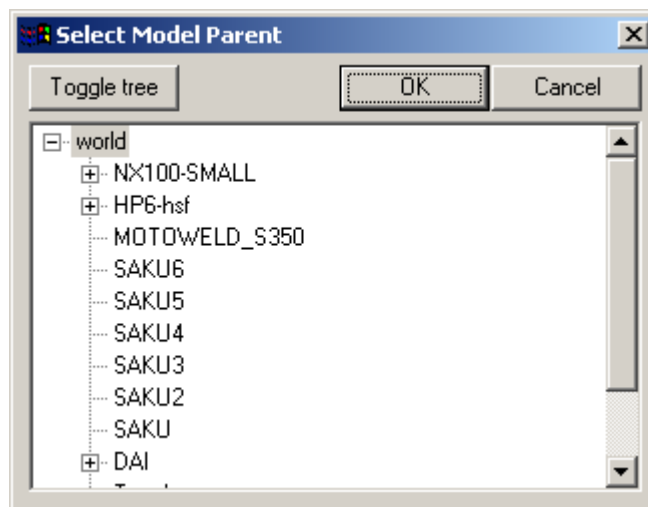 Select Model Parent
Toggle tree OK Cancel
world
NX100-SMALL
HP6-hsf
MOTOWELD_S350
SAKU6
SAKU5
SAKU4
SAKU3
SAKU2
SAKU
DAI